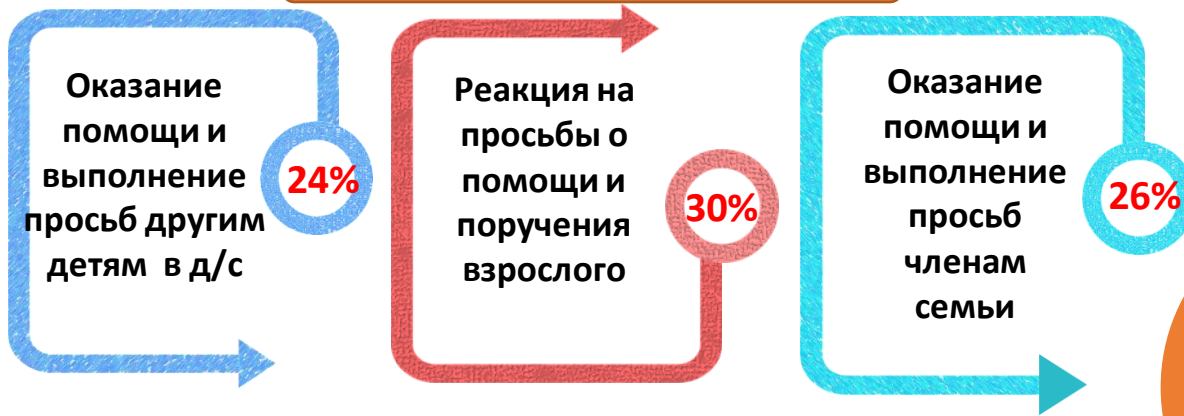 Оказание
помощи и
выполнение
просьб другим
детям в д/с
24%
Реакция на
просьбы о
помощи и
поручения
взрослого
30%
Оказание
помощи и
выполнение
просьб
членам
семьи
26%